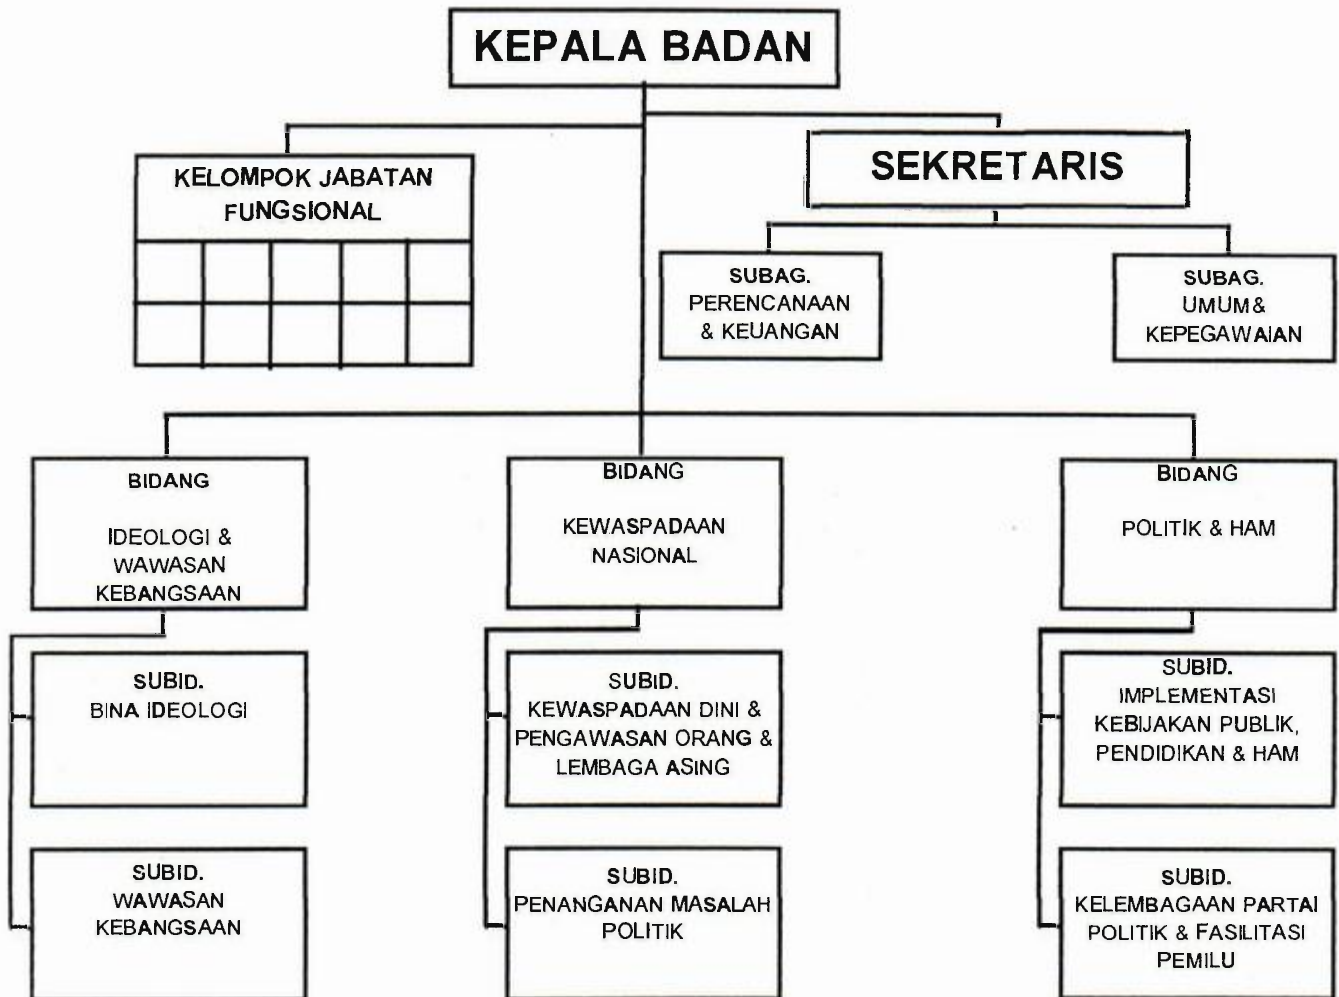 KEPALA BADAN
KELOMPOK JABATAN
FUNGSIONAL
SEKRETARIS
SUBAG.
PERENCANAAN
& KEUANGAN
SUBAG.
UMUM &
KEPEGAWAIAN
BIDANG
IDEOLOGI &
WAWASAN
KEBANGSAAN
BIDANG
KEWASPADAAN
NASIONAL
BIDANG
POLITIK & HAM
SUBID.
BINA IDEOLOGI
SUBID.
KEWASPADAAN DINI &
PENGAWASAN ORANG &
LEMBAGA ASING
SUBID.
IMPLEMENTASI
KEBIJAKAN PUBLIK,
PENDIDIKAN & HAM
SUBID.
WAWASAN
KEBANGSAAN
SUBID.
PENANGANAN MASALAH
POLITIK
SUBID.
KELEMBAGAAN PARTAI
POLITIK & FASILITASI
PEMILU